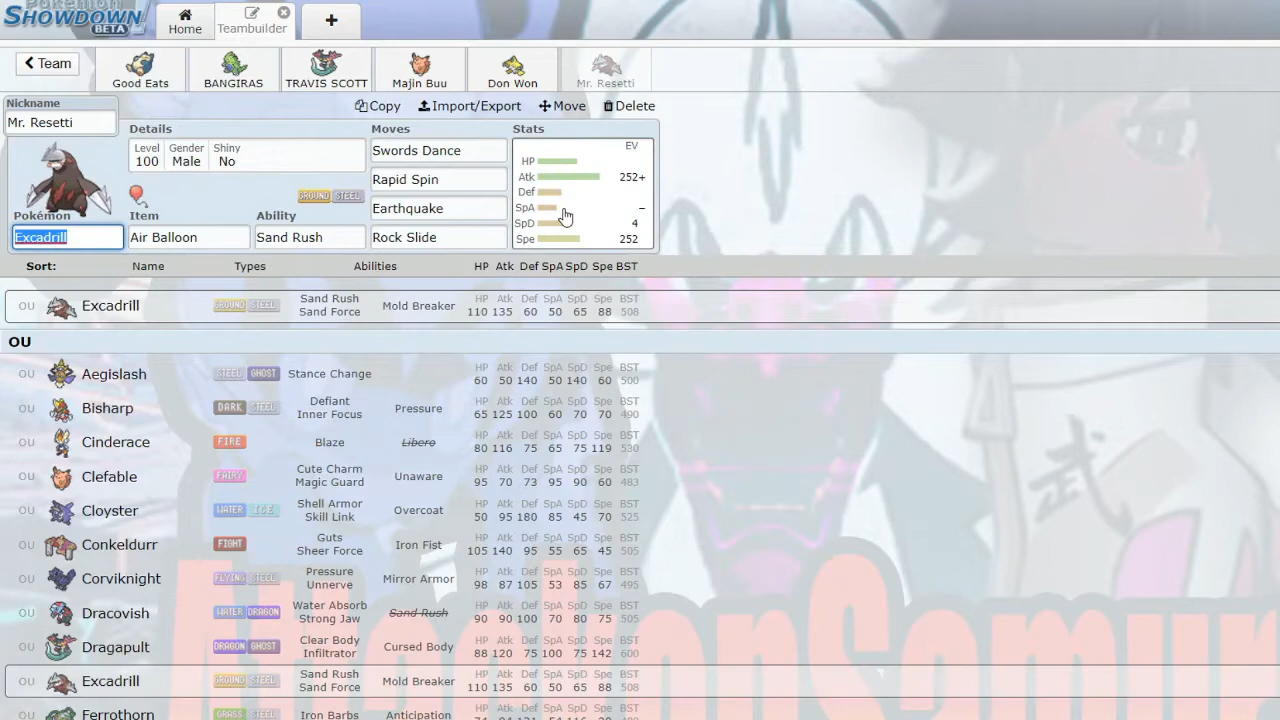 Pokémon
SHOWDOWN
BETA
Home
Teambuilder
+
Team
Good Eats
BANGIRAS
TRAVIS SCOTT
Majin Buu
Don Won
Mr. Resetti
Nickname
Mr. Resetti
Copy
Import/Export
Move
Delete
Details
Level
100
Gender
Male
Shiny
No
GROUND STEEL
Pokémon
Excadrill
Item
Air Balloon
Ability
Sand Rush
Moves
Swords Dance
Rapid Spin
Earthquake
Rock Slide
Stats
EV
HP
Atk 252+
Def
SpA –
SpD 4
Spe 252
Sort: Name Types Abilities HP Atk Def SpA SpD Spe BST
OU Excadrill GROUND STEEL Sand Rush Sand Force Mold Breaker HP 110 Atk 135 Def 60 SpA 50 SpD 65 Spe 88 BST 508
OU
OU Aegislash STEEL GHOST Stance Change HP 60 Atk 50 Def 140 SpA 50 SpD 140 Spe 60 BST 500
OU Bisharp DARK STEEL Defiant Inner Focus Pressure HP 65 Atk 125 Def 100 SpA 60 SpD 70 Spe 70 BST 490
OU Cinderace FIRE Blaze Libero HP 80 Atk 116 Def 75 SpA 65 SpD 75 Spe 119 BST 530
OU Clefable FAIRY Cute Charm Magic Guard Unaware HP 95 Atk 70 Def 73 SpA 95 SpD 90 Spe 60 BST 483
OU Cloyster WATER ICE Shell Armor Skill Link Overcoat HP 50 Atk 95 Def 180 SpA 85 SpD 45 Spe 70 BST 525
OU Conkeldurr FIGHT Guts Sheer Force Iron Fist HP 105 Atk 140 Def 95 SpA 55 SpD 65 Spe 45 BST 505
OU Corviknight FLYING STEEL Pressure Unnerve Mirror Armor HP 98 Atk 87 Def 105 SpA 53 SpD 85 Spe 67 BST 495
OU Dracovish WATER DRAGON Water Absorb Strong Jaw Sand Rush HP 90 Atk 90 Def 100 SpA 70 SpD 80 Spe 75 BST 505
OU Dragapult DRAGON GHOST Clear Body Infiltrator Cursed Body HP 88 Atk 120 Def 75 SpA 100 SpD 75 Spe 142 BST 600
OU Excadrill GROUND STEEL Sand Rush Sand Force Mold Breaker HP 110 Atk 135 Def 60 SpA 50 SpD 65 Spe 88 BST 508
OU Ferrothorn GRASS STEEL Iron Barbs Anticipation